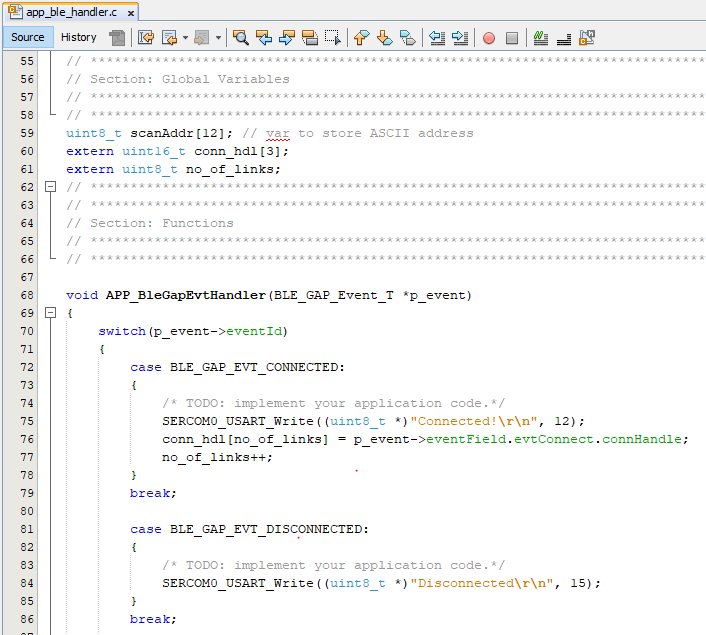 app_ble_handler.c x
Source History
55 // ********************************************************************************
56 // Section: Global Variables
57 // ********************************************************************************
58 // ********************************************************************************
59 uint8_t scanAddr[12]; // var to store ASCII address
60 extern uint16_t conn_hdl[3];
61 extern uint8_t no_of_links;
62 // ********************************************************************************
63 // ********************************************************************************
64 // Section: Functions
65 // ********************************************************************************
66 // ********************************************************************************
67
68 void APP_BleGapEvtHandler(BLE_GAP_Event_T *p_event)
69 {
70 switch(p_event->eventId)
71 {
72 case BLE_GAP_EVT_CONNECTED:
73 {
74 /* TODO: implement your application code.*/
75 SERCOM0_USART_Write((uint8_t *)"Connected!\r\n", 12);
76 conn_hdl[no_of_links] = p_event->eventField.evtConnect.connHandle;
77 no_of_links++;
78 }
79 break;
80
81 case BLE_GAP_EVT_DISCONNECTED:
82 {
83 /* TODO: implement your application code.*/
84 SERCOM0_USART_Write((uint8_t *)"Disconnected\r\n", 15);
85 }
86 break;